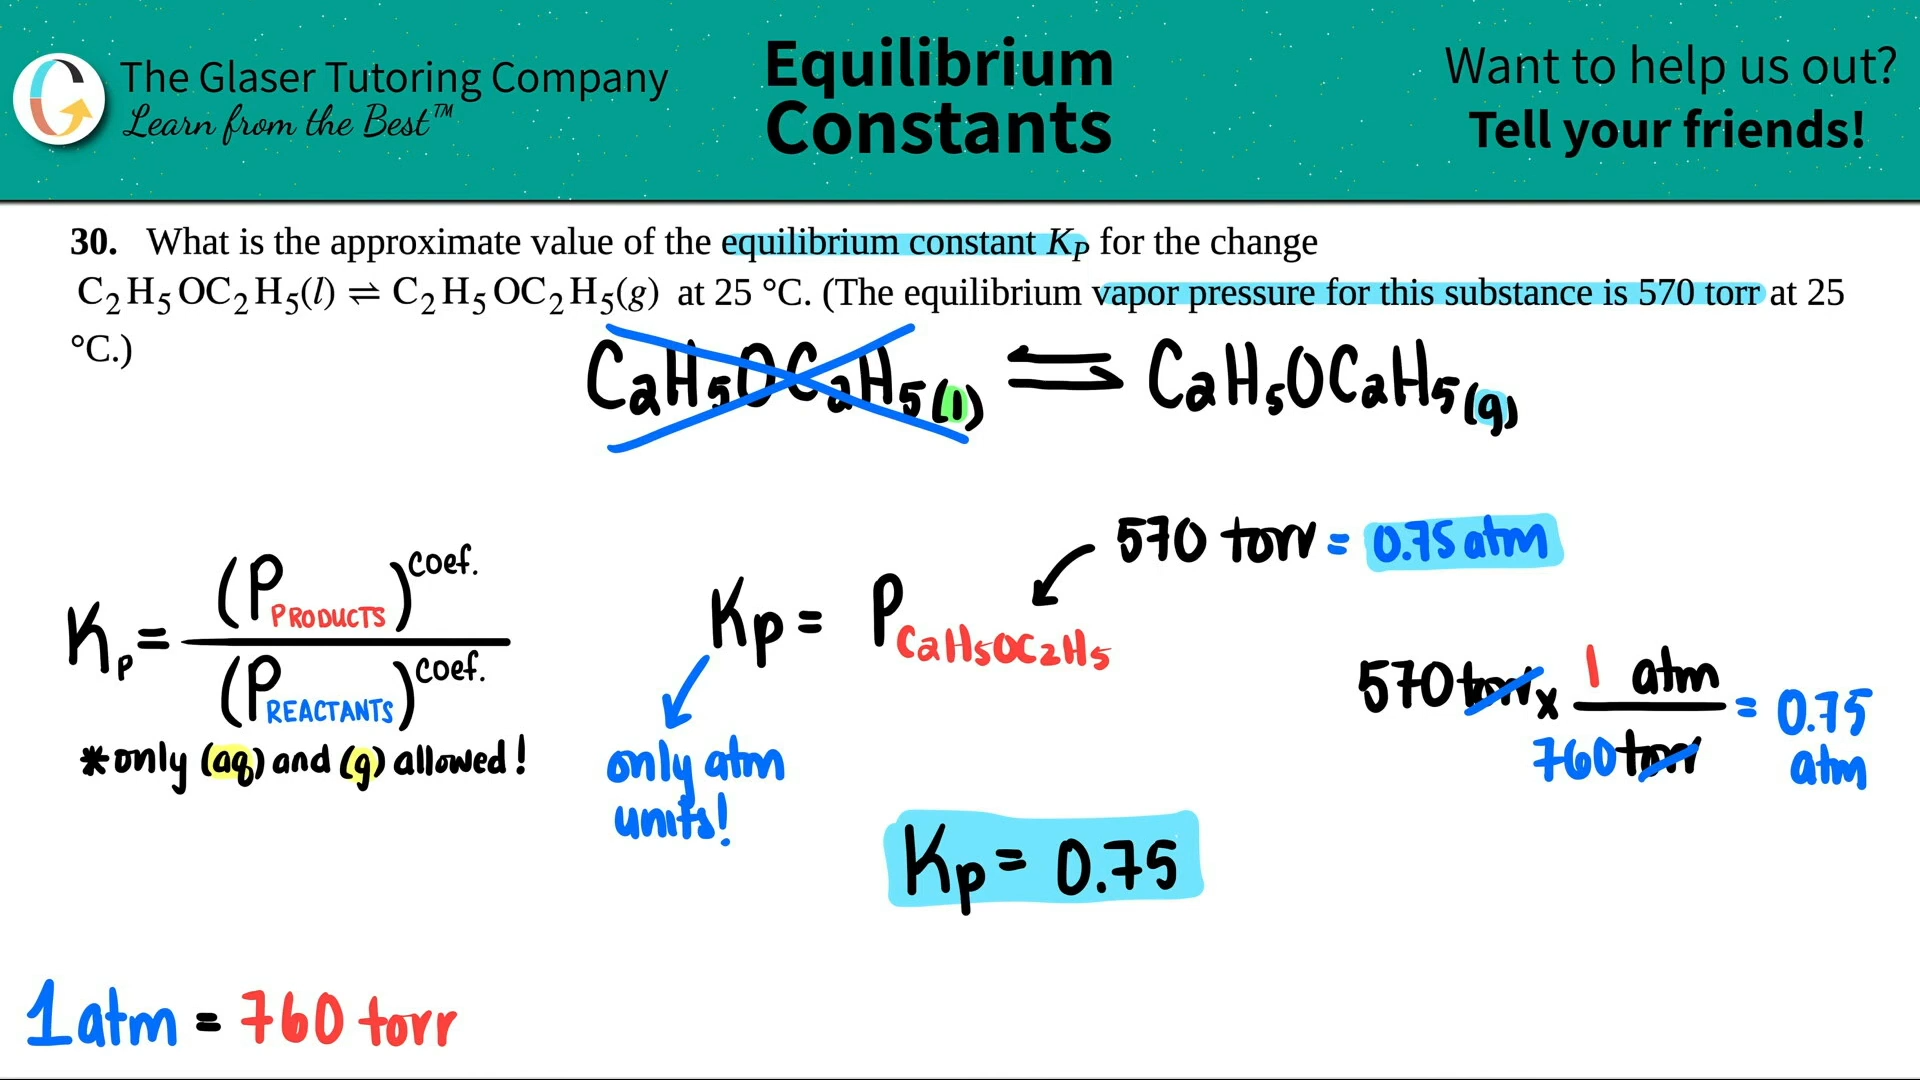 The Glaser Tutoring Company
Learn from the Best™
Equilibrium
Constants
Want to help us out?
Tell your friends!
30. What is the approximate value of the equilibrium constant K_P for the change
C₂H₅OC₂H₅(l) ⇌ C₂H₅OC₂H₅(g) at 25 °C. (The equilibrium vapor pressure for this substance is 570 torr at 25
°C.)
C₂H₅OC₂H₅(l) ⇌ C₂H₅OC₂H₅(g)
Kp = (P PRODUCTS)^coef. / (P REACTANTS)^coef.
*only (aq) and (g) allowed!
Kp = P C₂H₅OC₂H₅
570 torr = 0.75 atm
only atm
units!
570 torr x 1 atm / 760 torr = 0.75 atm
Kp = 0.75
1 atm = 760 torr